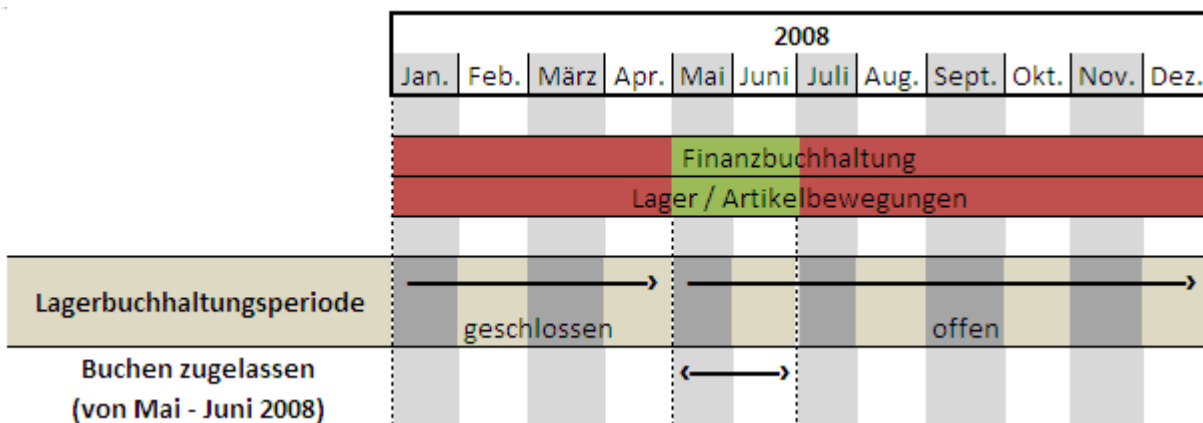 2008
Jan. Feb. März Apr. Mai Juni Juli Aug. Sept. Okt. Nov. Dez.
Finanzbuchhaltung
Lager / Artikelbewegungen
Lagerbuchhaltungsperiode
geschlossen offen
Buchen zugelassen
(von Mai - Juni 2008)